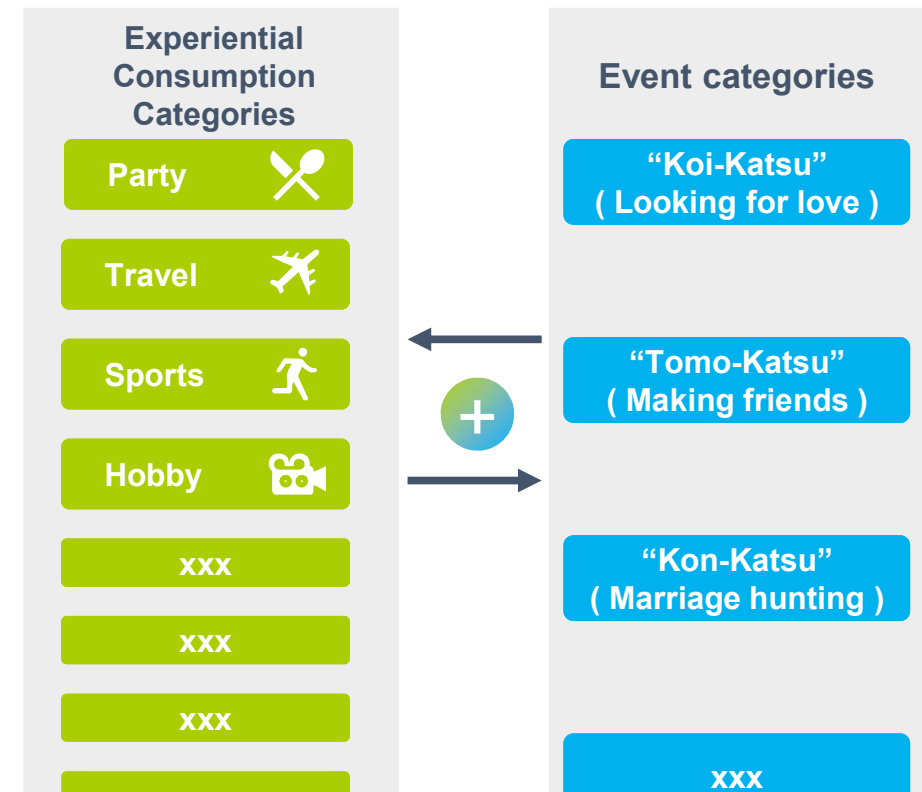 Experiential
Consumption
Categories
Party
Travel
Sports
Hobby
xxx
xxx
xxx
+
Event categories
“Koi-Katsu”
( Looking for love )
“Tomo-Katsu”
( Making friends )
“Kon-Katsu”
( Marriage hunting )
xxx